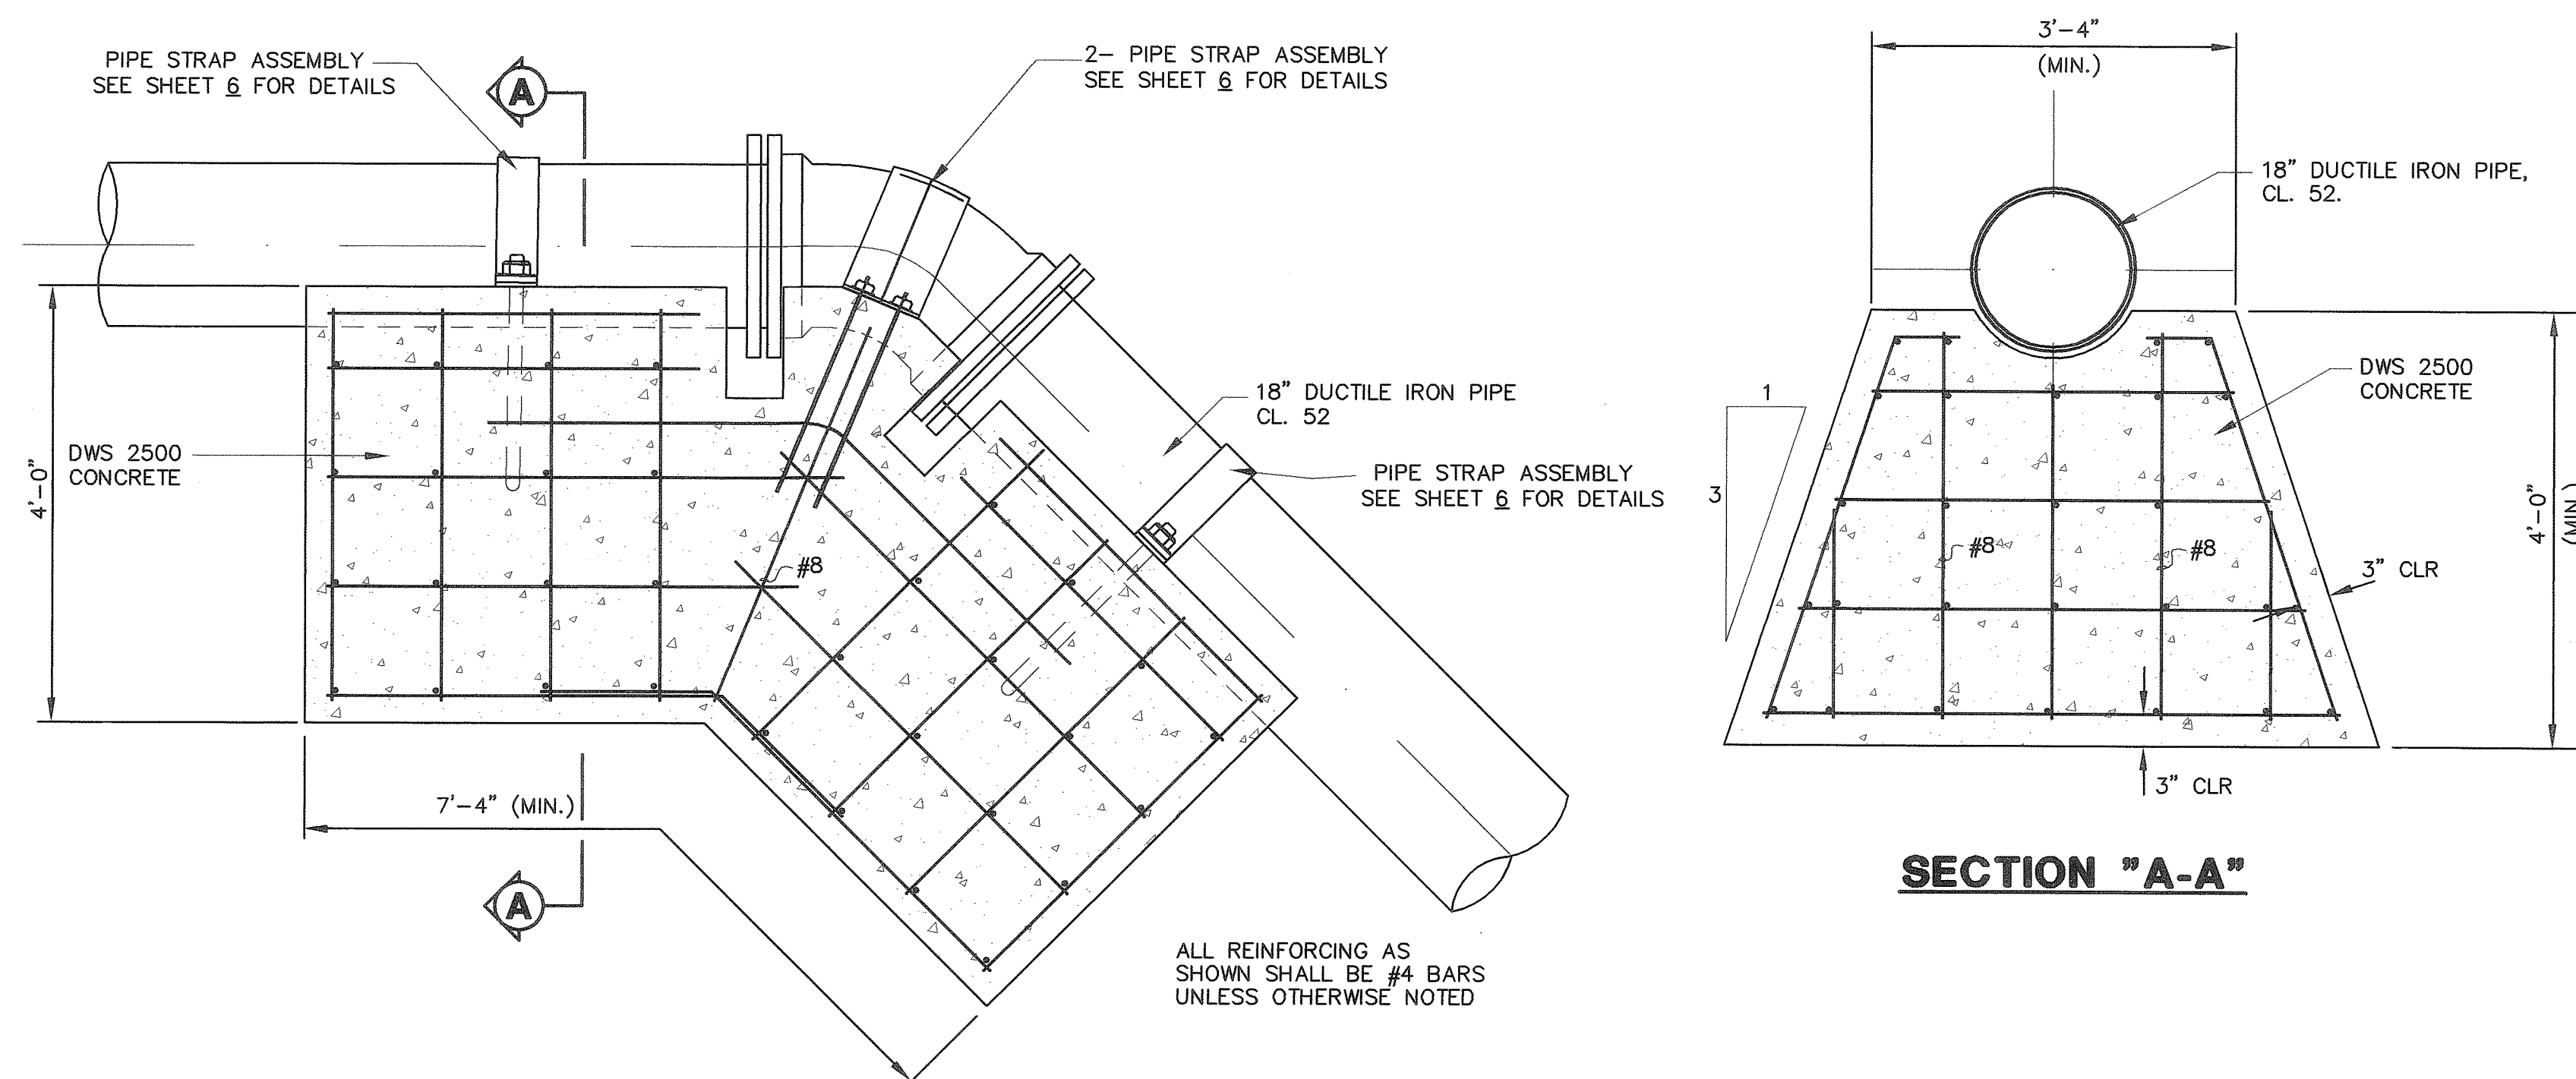 PIPE STRAP ASSEMBLY
SEE SHEET 6 FOR DETAILS
A
2- PIPE STRAP ASSEMBLY
SEE SHEET 6 FOR DETAILS
DWS 2500
CONCRETE
4'-0"
18" DUCTILE IRON PIPE
CL. 52
PIPE STRAP ASSEMBLY
SEE SHEET 6 FOR DETAILS
#8
7'-4" (MIN.)
A
ALL REINFORCING AS
SHOWN SHALL BE #4 BARS
UNLESS OTHERWISE NOTED
3'-4"
(MIN.)
18" DUCTILE IRON PIPE,
CL. 52.
DWS 2500
CONCRETE
1
3
#8
#8
4'-0"
(MIN.)
3" CLR
3" CLR
SECTION "A-A"